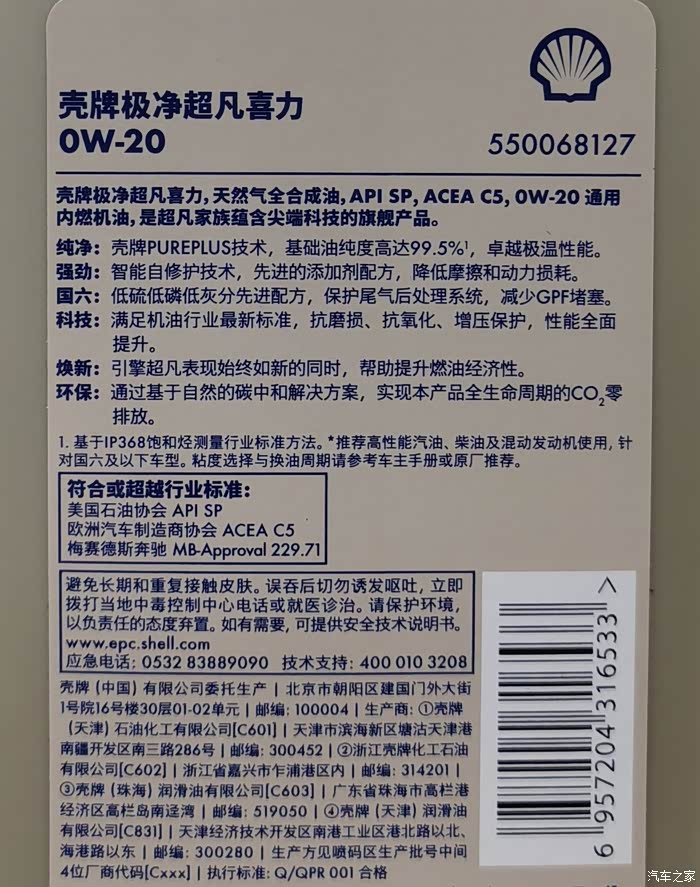 壳牌极净超凡喜力
0W-20
550068127
壳牌极净超凡喜力，天然气全合成油，API SP，ACEA C5，0W-20 通用
内燃机油，是超凡家族蕴含尖端科技的旗舰产品。
纯净：壳牌PUREPLUS技术，基础油纯度高达99.5%¹，卓越极温性能。
强劲：智能自修护技术，先进的添加剂配方，降低摩擦和动力损耗。
国六：低硫低磷低灰分先进配方，保护尾气后处理系统，减少GPF堵塞。
科技：满足机油行业最新标准，抗磨损、抗氧化、增压保护，性能全面
提升。
焕新：引擎超凡表现始终如新的同时，帮助提升燃油经济性。
环保：通过基于自然的碳中和解决方案，实现本产品全生命周期的CO₂零
排放。
1. 基于IP368饱和烃测量行业标准方法。*推荐高性能汽油、柴油及混动发动机使用，针
对国六及以下车型。粘度选择与换油周期请参考车主手册或原厂推荐。
符合或超越行业标准：
美国石油协会 API SP
欧洲汽车制造商协会 ACEA C5
梅赛德斯奔驰 MB-Approval 229.71
避免长期和重复接触皮肤。误吞后切勿诱发呕吐，立即
拨打当地中毒控制中心电话或就医诊治。请保护环境，
以负责任的态度弃置。如有需要，可提供安全技术说明书。
www.epc.shell.com
应急电话：0532 83889090 技术支持：400 010 3208
壳牌（中国）有限公司委托生产 | 北京市朝阳区建国门外大街
1号院16号楼30层01-02单元 | 邮编：100004 | 生产商：①壳牌
（天津）石油化工有限公司[C601] | 天津市滨海新区塘沽天津港
南疆开发区南三路286号 | 邮编：300452 | ②浙江壳牌化工石油
有限公司[C602] | 浙江省嘉兴市乍浦港区内 | 邮编：314201 |
③壳牌（珠海）润滑油有限公司[C603] | 广东省珠海市高栏港
经济区高栏岛南迳湾 | 邮编：519050 | ④壳牌（天津）润滑油
有限公司[C831] | 天津经济技术开发区南港工业区港北路以北、
海港路以东 | 邮编：300280 | 生产方见喷码区生产批号中间
4位厂商代码[Cxxx] | 执行标准：Q/QPR 001 合格
6 957204 316533 >
汽车之家